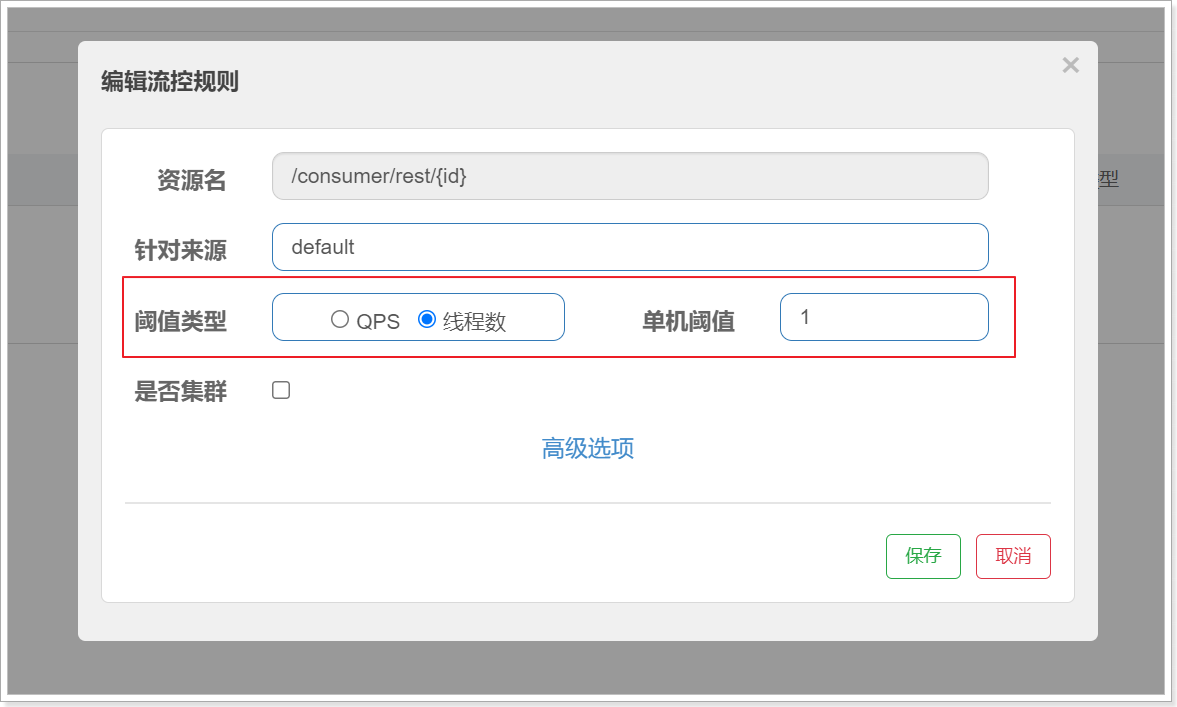 编辑流控规则
×
资源名 /consumer/rest/{id}
型
针对来源 default
阈值类型 QPS 线程数 单机阈值 1
是否集群
高级选项
保存 取消